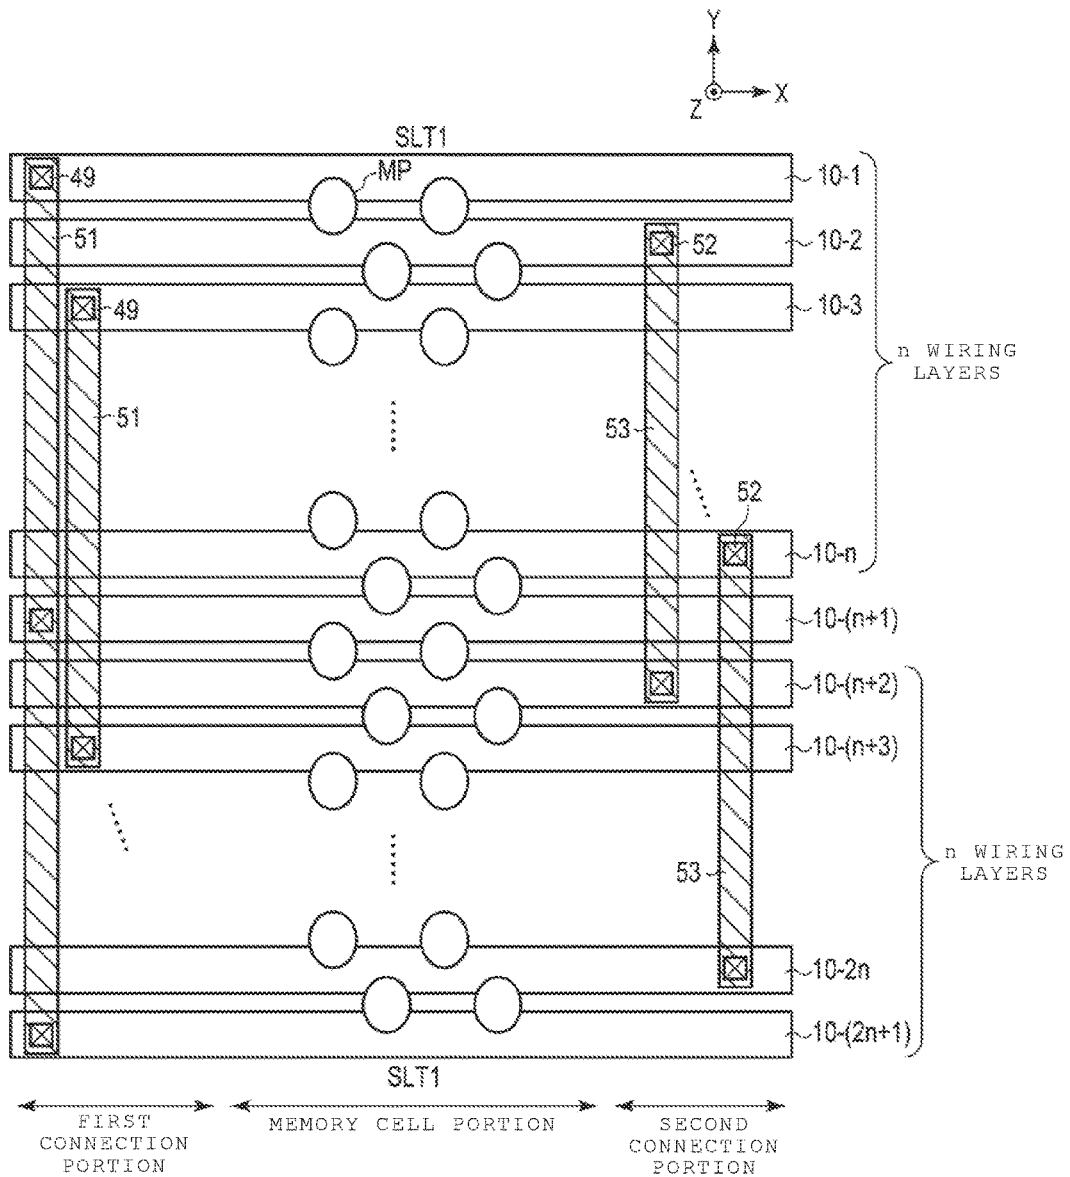 Y
X
Z
SLT1
MP
49
10-1
51
52
10-2
49
10-3
n WIRING
LAYERS
51
53
52
10-n
10-(n+1)
10-(n+2)
10-(n+3)
53
n WIRING
LAYERS
10-2n
10-(2n+1)
SLT1
FIRST
CONNECTION
PORTION
MEMORY CELL PORTION
SECOND
CONNECTION
PORTION